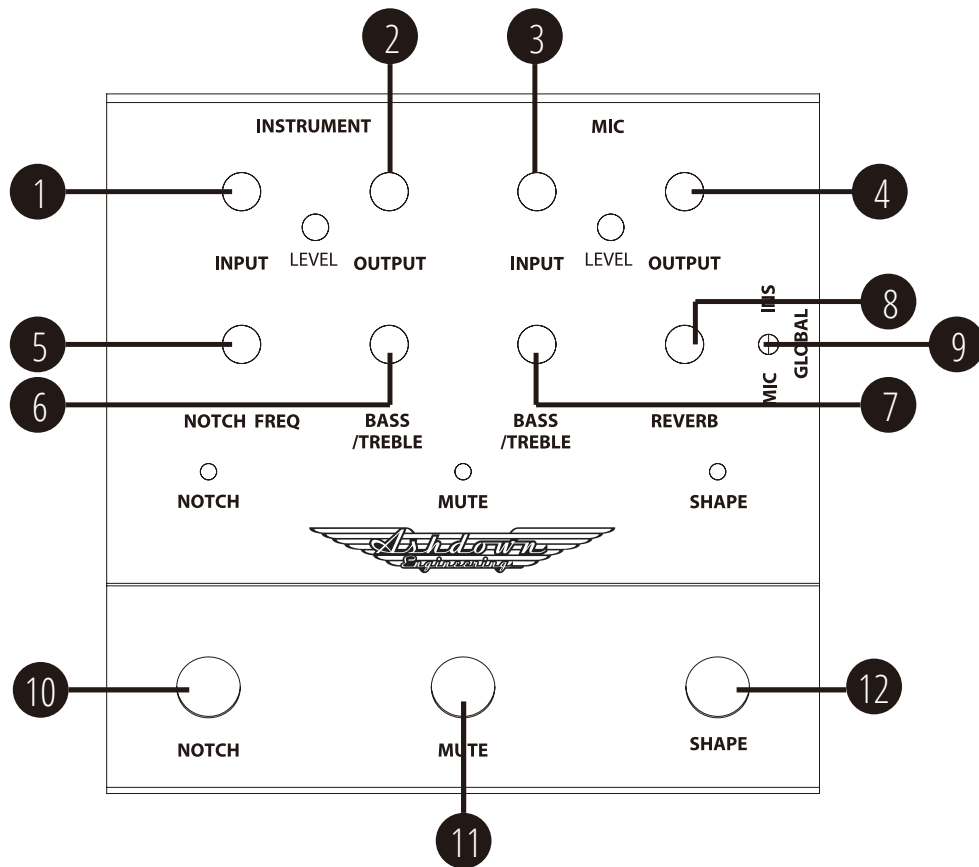 2
3
INSTRUMENT
MIC
1
4
INPUT
LEVEL
OUTPUT
INPUT
LEVEL
OUTPUT
INS
8
GLOBAL
5
9
MIC
6
7
NOTCH FREQ
BASS
/TREBLE
BASS
/TREBLE
REVERB
NOTCH
MUTE
SHAPE
Ashdown
Engineering
10
12
NOTCH
MUTE
SHAPE
11